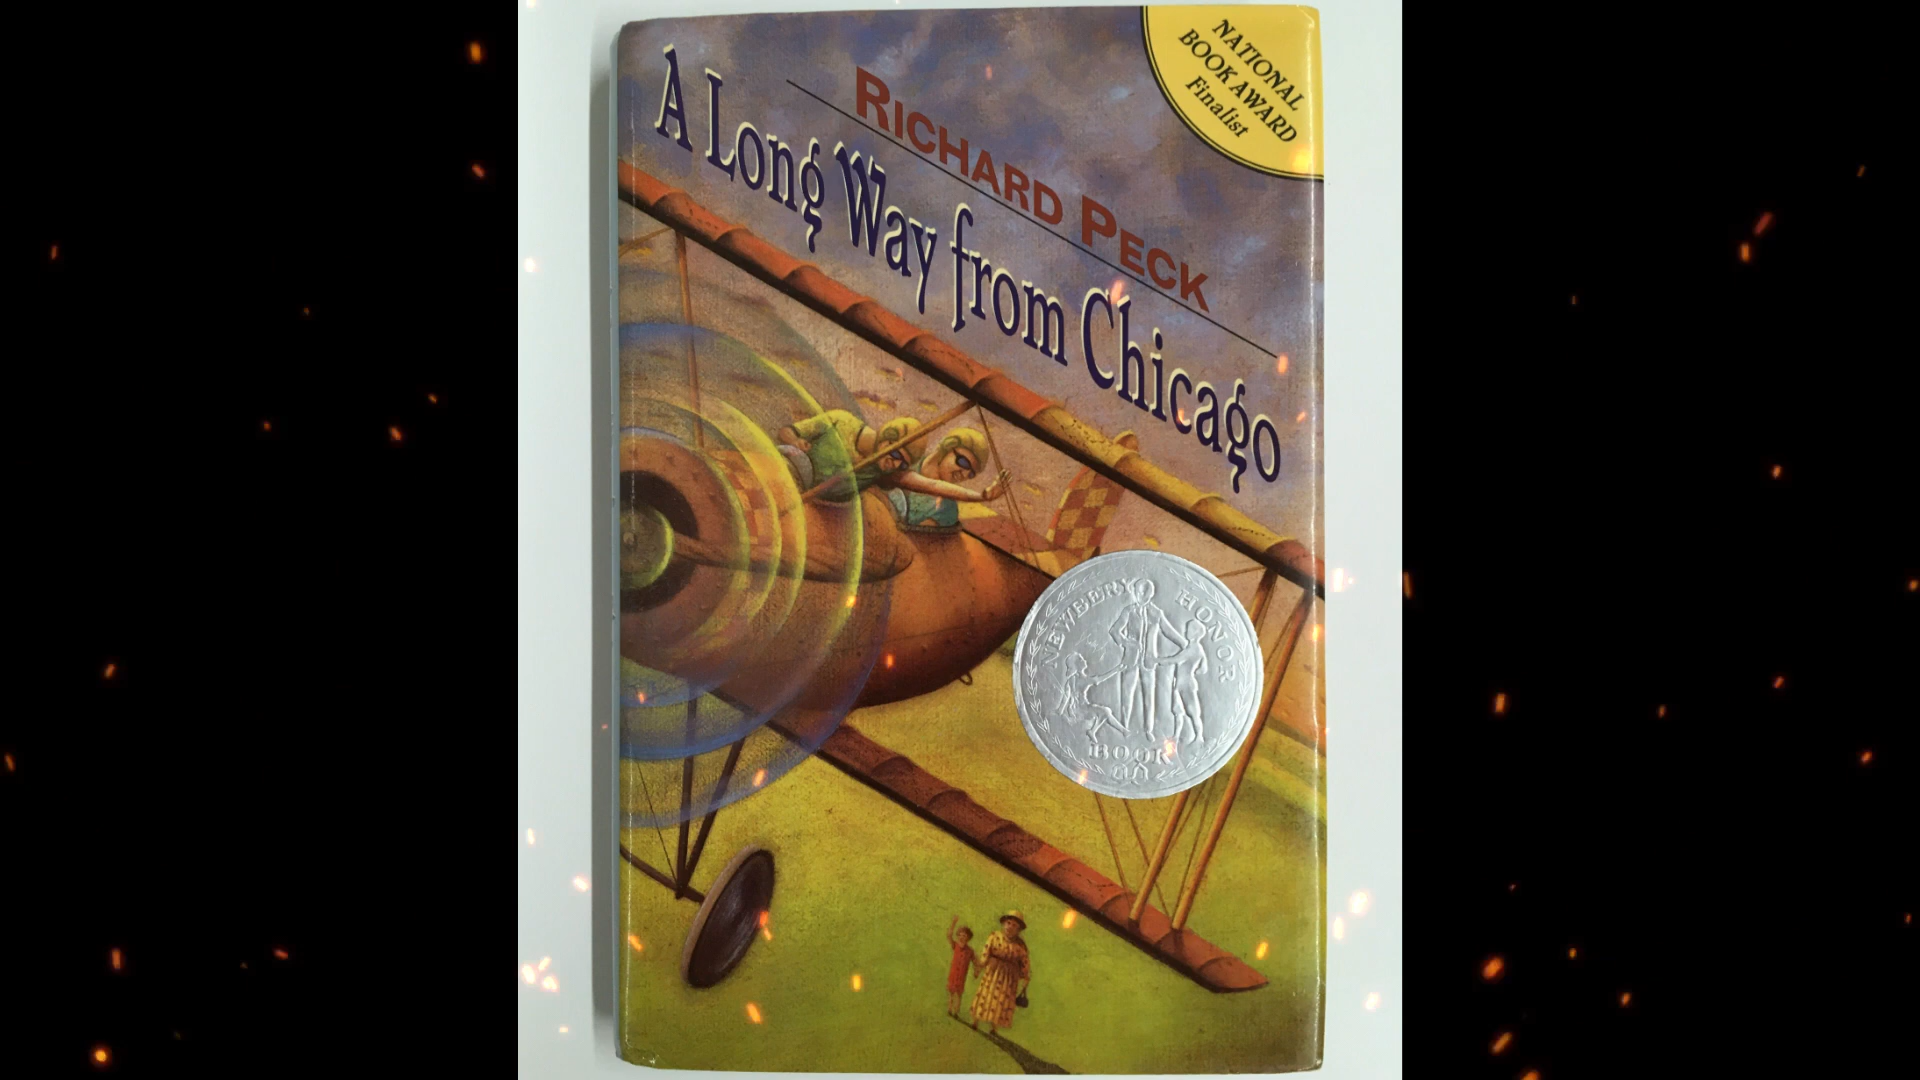 NATIONAL
BOOK AWARD
Finalist
RICHARD PECK
A Long Way from Chicago
NEWBERY HONOR
BOOK